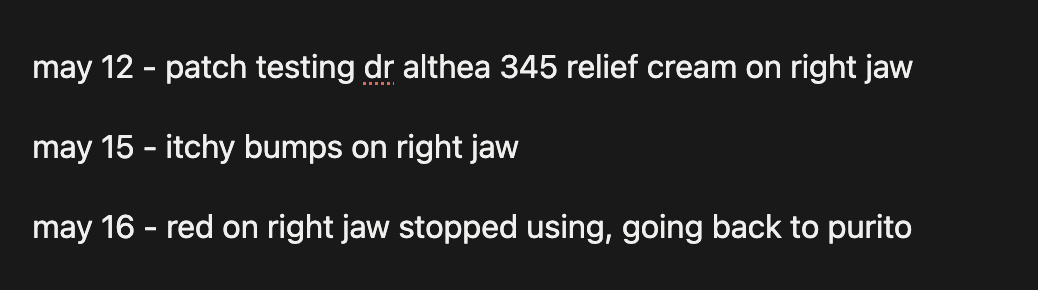 may 12 - patch testing dr althea 345 relief cream on right jaw
may 15 - itchy bumps on right jaw
may 16 - red on right jaw stopped using, going back to purito